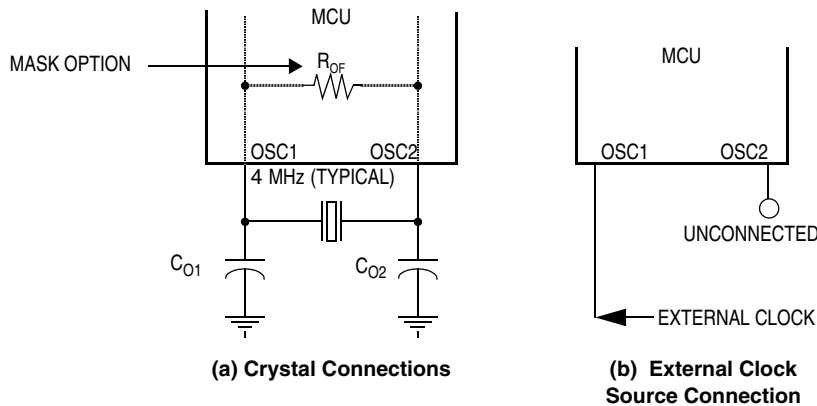 MCU
MASK OPTION
R_OF
OSC1
OSC2
4 MHz (TYPICAL)
C_O1
C_O2
(a) Crystal Connections
MCU
OSC1
OSC2
UNCONNECTED
EXTERNAL CLOCK
(b) External Clock
Source Connection